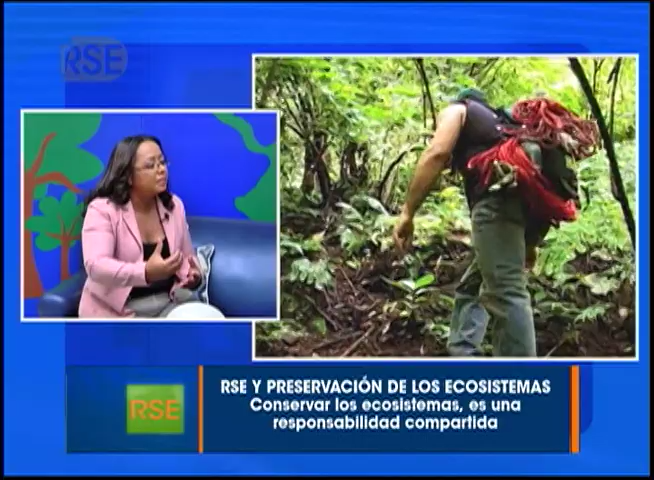 RSE
RSE
RSE Y PRESERVACIÓN DE LOS ECOSISTEMAS
Conservar los ecosistemas, es una
responsabilidad compartida